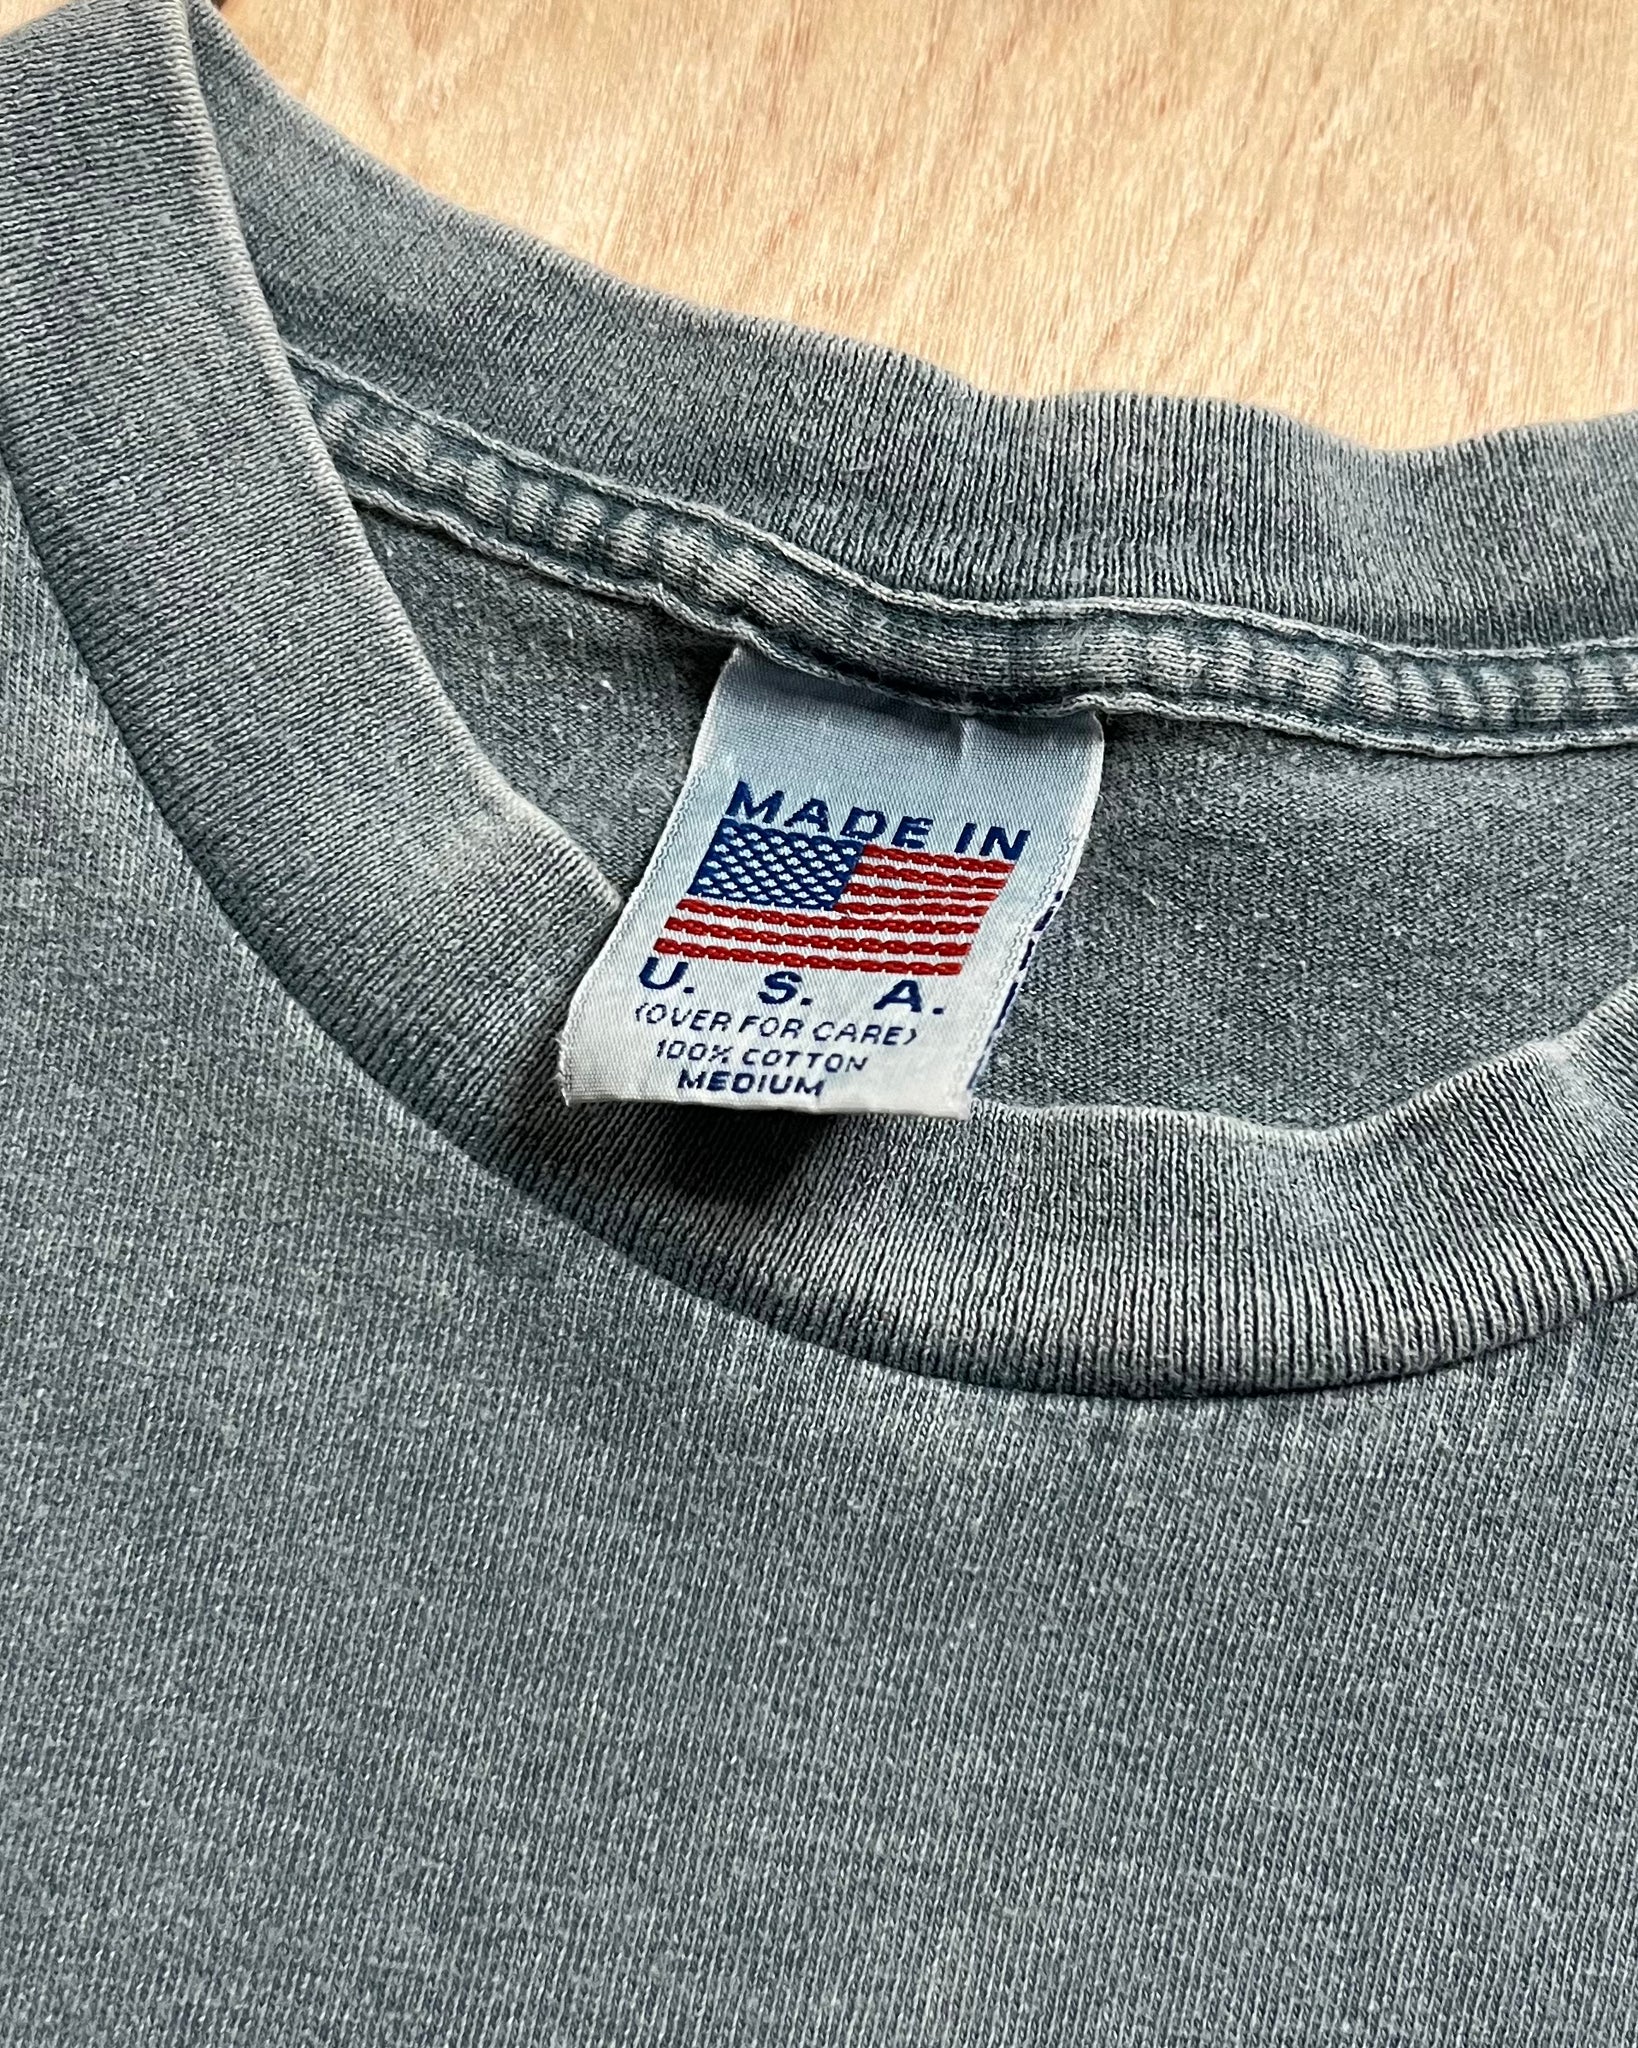 MADE IN
U. S. A.
(OVER FOR CARE)
100% COTTON
MEDIUM